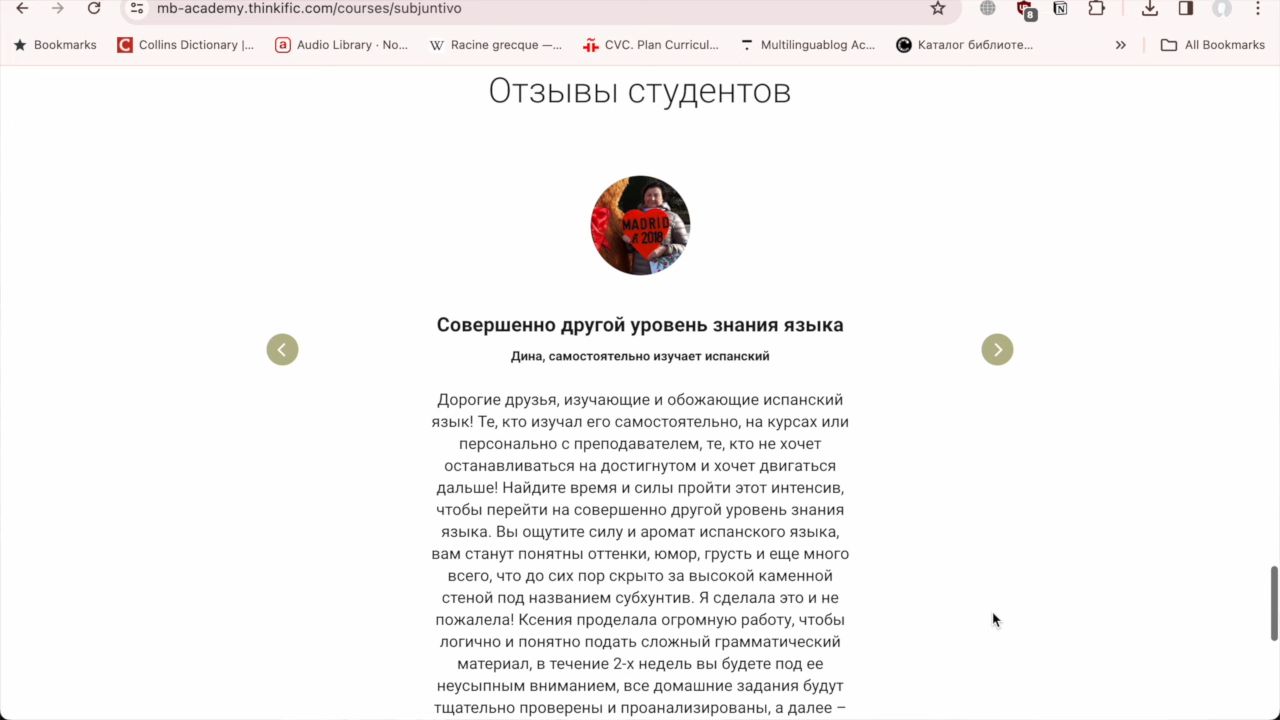 mb-academy.thinkific.com/courses/subjuntivo
8
Bookmarks
Collins Dictionary |...
Audio Library · No...
Racine grecque —...
CVC. Plan Curricul...
Multilinguablog Ac...
Каталог библиоте...
All Bookmarks
Отзывы студентов
MADRID
2018
Совершенно другой уровень знания языка
Дина, самостоятельно изучает испанский
Дорогие друзья, изучающие и обожающие испанский
язык! Те, кто изучал его самостоятельно, на курсах или
персонально с преподавателем, те, кто не хочет
останавливаться на достигнутом и хочет двигаться
дальше! Найдите время и силы пройти этот интенсив,
чтобы перейти на совершенно другой уровень знания
языка. Вы ощутите силу и аромат испанского языка,
вам станут понятны оттенки, юмор, грусть и еще много
всего, что до сих пор скрыто за высокой каменной
стеной под названием субхунтив. Я сделала это и не
пожалела! Ксения проделала огромную работу, чтобы
логично и понятно подать сложный грамматический
материал, в течение 2-х недель вы будете под ее
неусыпным вниманием, все домашние задания будут
тщательно проверены и проанализированы, а далее –